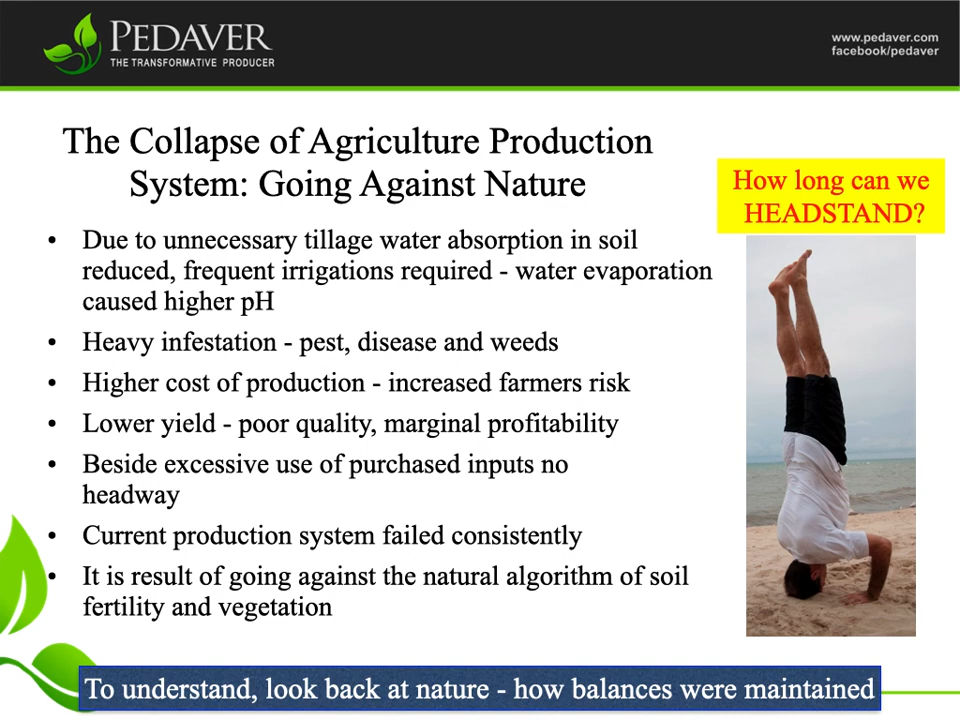 PEDAVER
THE TRANSFORMATIVE PRODUCER
www.pedaver.com
facebook/pedaver
The Collapse of Agriculture Production
System: Going Against Nature
How long can we
HEADSTAND?
• Due to unnecessary tillage water absorption in soil
reduced, frequent irrigations required - water evaporation
caused higher pH
• Heavy infestation - pest, disease and weeds
• Higher cost of production - increased farmers risk
• Lower yield - poor quality, marginal profitability
• Beside excessive use of purchased inputs no
headway
• Current production system failed consistently
• It is result of going against the natural algorithm of soil
fertility and vegetation
To understand, look back at nature - how balances were maintained